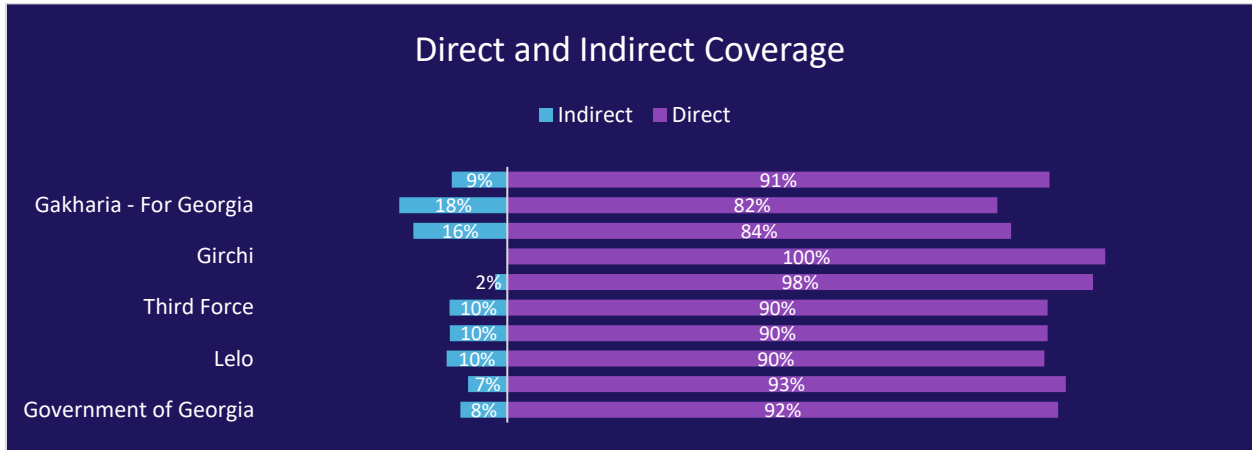 Direct and Indirect Coverage
Indirect Direct
9% 91%
Gakharia - For Georgia 18% 82%
16% 84%
Girchi 100%
2% 98%
Third Force 10% 90%
10% 90%
Lelo 10% 90%
7% 93%
Government of Georgia 8% 92%